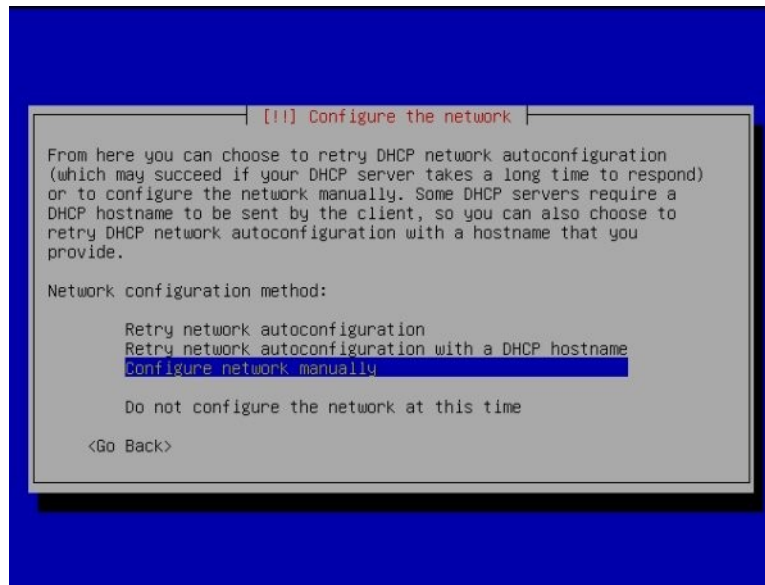 [!!] Configure the network
From here you can choose to retry DHCP network autoconfiguration
(which may succeed if your DHCP server takes a long time to respond)
or to configure the network manually. Some DHCP servers require a
DHCP hostname to be sent by the client, so you can also choose to
retry DHCP network autoconfiguration with a hostname that you
provide.
Network configuration method:
Retry network autoconfiguration
Retry network autoconfiguration with a DHCP hostname
Configure network manually
Do not configure the network at this time
<Go Back>